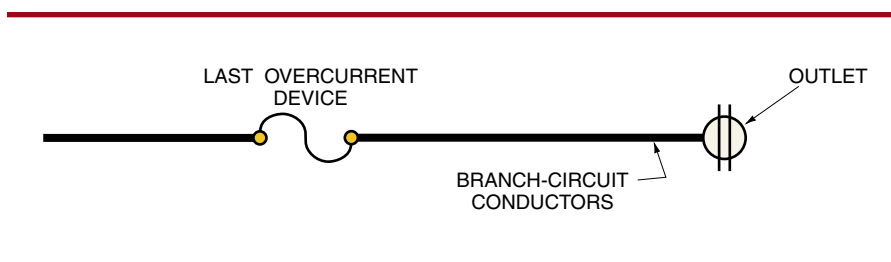 LAST OVERCURRENT
DEVICE
OUTLET
BRANCH-CIRCUIT
CONDUCTORS